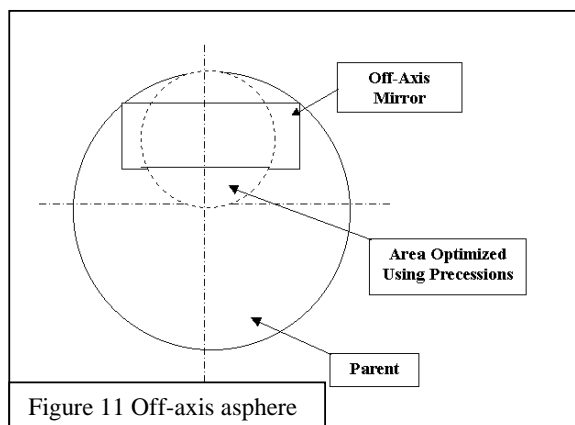 Off-Axis
Mirror
Area Optimized
Using Precessions
Parent
Figure 11 Off-axis asphere